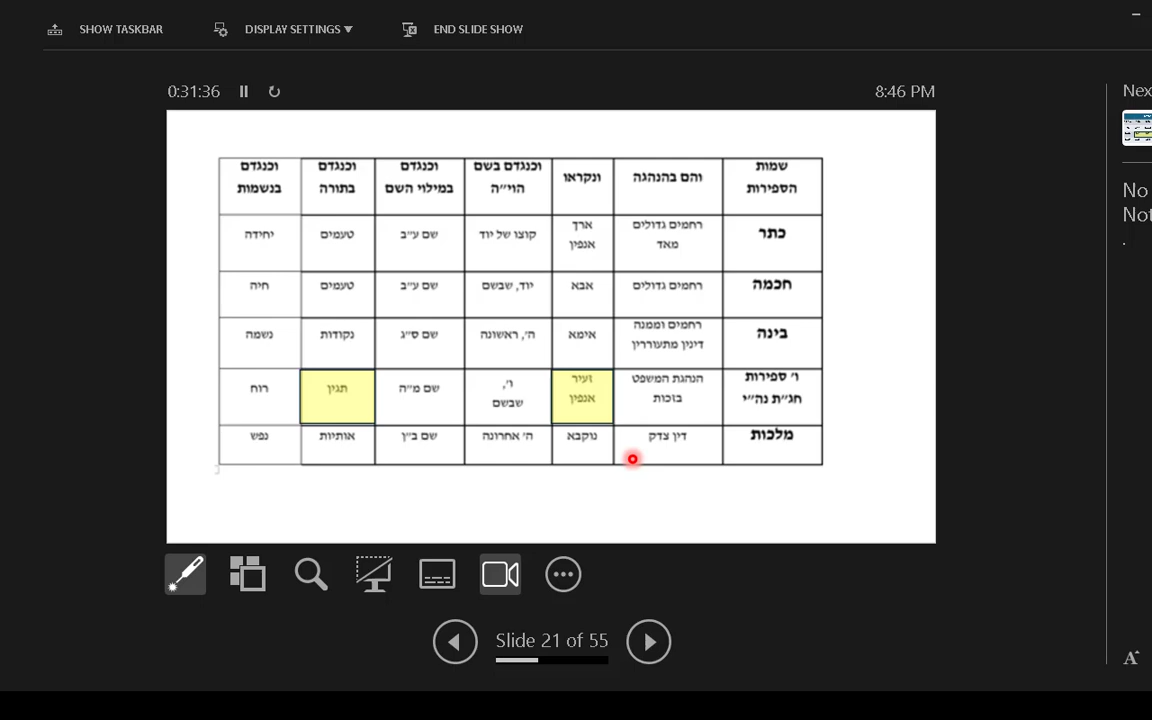 SHOW TASKBAR
DISPLAY SETTINGS ▼
END SLIDE SHOW
0:31:36
8:46 PM
Nex
שמות הספירות | והם בהנהגה | ונקראו | וכנגדם בשם הוי״ה | וכנגדם במילוי השם | וכנגדם בתורה | וכנגדם בנשמות
כתר | רחמים גדולים מאד | ארך אנפין | קוצו של יוד | שם ע״ב | טעמים | יחידה
חכמה | רחמים גדולים | אבא | יוד, שבשם | שם ע״ב | טעמים | חיה
בינה | רחמים וממנה דינין מתעוררין | אימא | ה׳, ראשונה | שם ס״ג | נקודות | נשמה
ו׳ ספירות חג״ת נה״י | הנהגת המשפט בזכות | זעיר אנפין | ו׳, שבשם | שם מ״ה | תגין | רוח
מלכות | דין צדק | נוקבא | ה׳ אחרונה | שם ב״ן | אותיות | נפש
No
Not
.
Slide 21 of 55
A